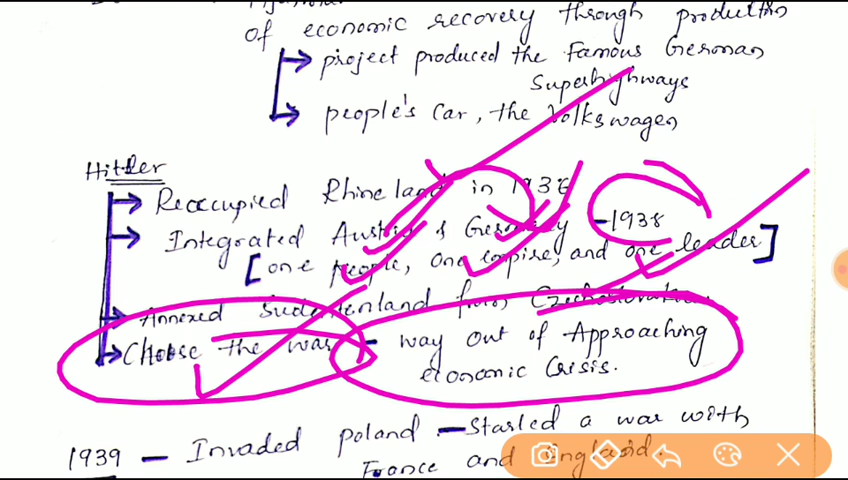 of economic recovery through production
project produced the Famous German
Superhighways
people's Car, the Volkswagen
Hitler
Reoccupied Rhineland in 1936
Integrated Austria & Germany - 1938
[one people, one empire, and one leader]
Annexed Sudetenland from Czechoslovakia
Choose the war - way out of Approaching
economic Crisis.
1939 - Invaded poland - Started a war with
France and England.